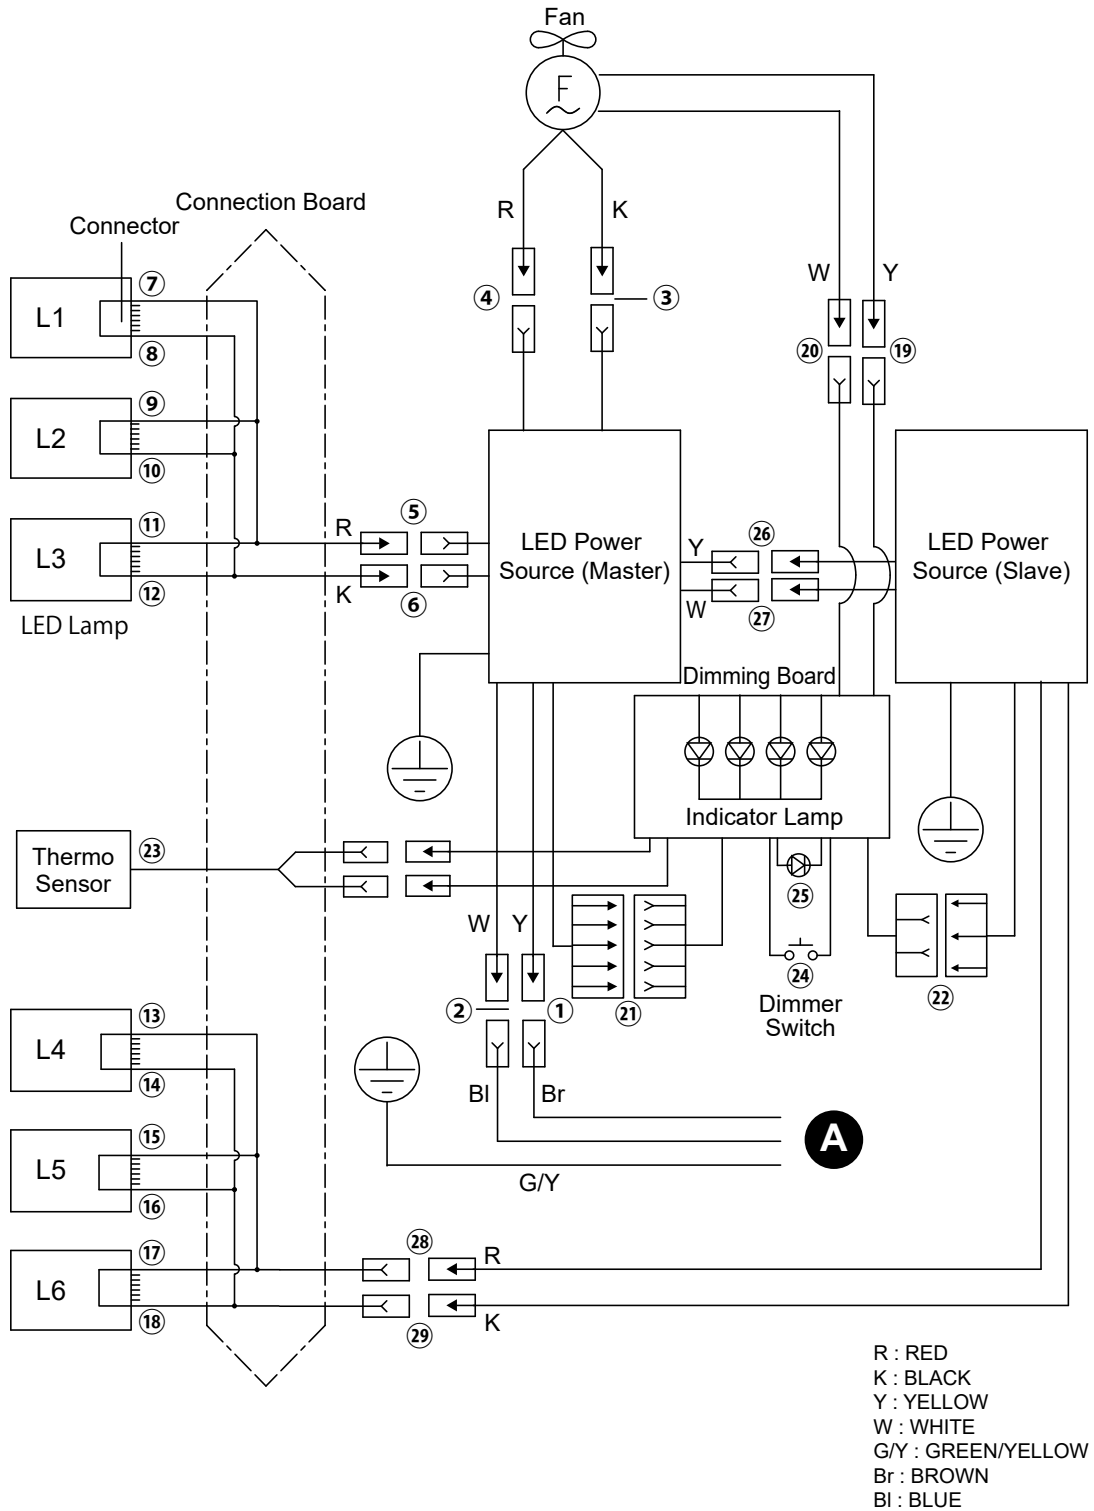 Fan
F
R
K
Connection Board
Connector
④
③
W
Y
⑳
⑲
L1
⑦
⑧
L2
⑨
⑩
L3
⑪
⑫
LED Lamp
R
⑤
K
⑥
LED Power
Source (Master)
Y
㉖
W
㉗
LED Power
Source (Slave)
Dimming Board
Indicator Lamp
Thermo
Sensor
㉓
W
Y
②
①
㉑
㉕
㉔
Dimmer
Switch
㉒
Bl
Br
A
G/Y
L4
⑬
⑭
L5
⑮
⑯
L6
⑰
⑱
㉘
R
㉙
K
R : RED
K : BLACK
Y : YELLOW
W : WHITE
G/Y : GREEN/YELLOW
Br : BROWN
Bl : BLUE